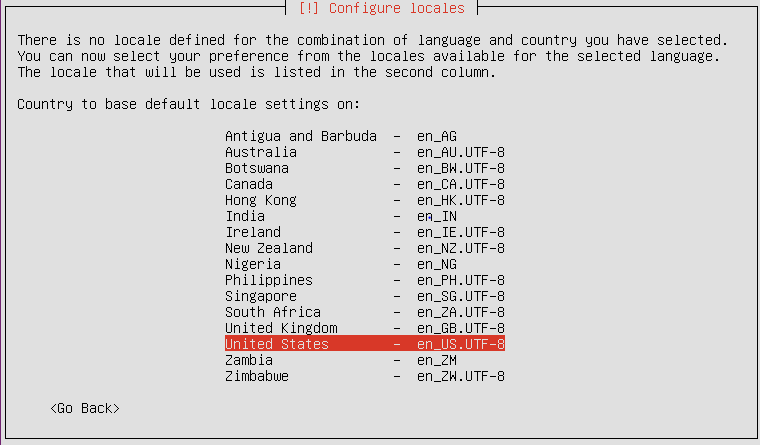 [!] Configure locales
There is no locale defined for the combination of language and country you have selected.
You can now select your preference from the locales available for the selected language.
The locale that will be used is listed in the second column.
Country to base default locale settings on:
Antigua and Barbuda - en_AG
Australia - en_AU.UTF-8
Botswana - en_BW.UTF-8
Canada - en_CA.UTF-8
Hong Kong - en_HK.UTF-8
India - en_IN
Ireland - en_IE.UTF-8
New Zealand - en_NZ.UTF-8
Nigeria - en_NG
Philippines - en_PH.UTF-8
Singapore - en_SG.UTF-8
South Africa - en_ZA.UTF-8
United Kingdom - en_GB.UTF-8
United States - en_US.UTF-8
Zambia - en_ZM
Zimbabwe - en_ZW.UTF-8
<Go Back>